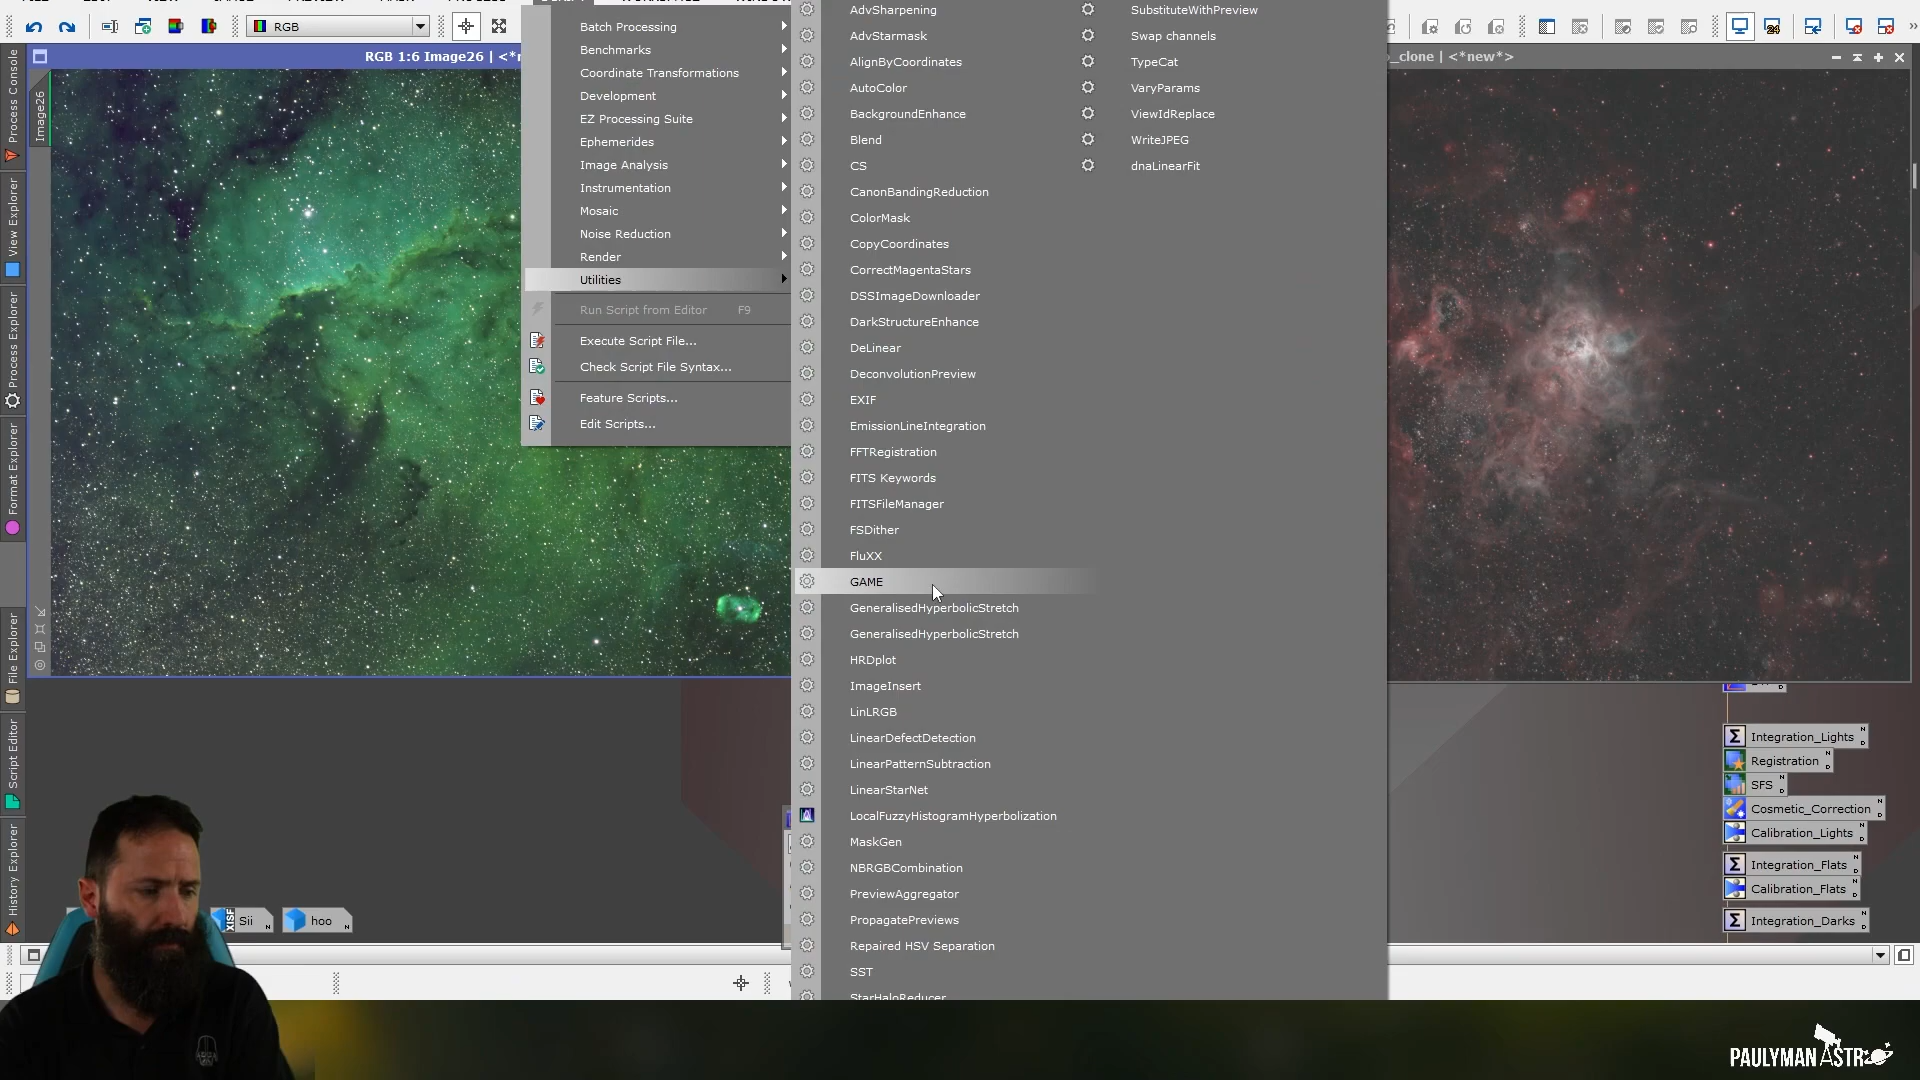 SCRIPT
RGB
RGB 1:6 Image26 | <*n
_clone | <*new*>
Process Console
View Explorer
Process Explorer
Format Explorer
File Explorer
Script Editor
History Explorer
Image26
Batch Processing
Benchmarks
Coordinate Transformations
Development
EZ Processing Suite
Ephemerides
Image Analysis
Instrumentation
Mosaic
Noise Reduction
Render
Utilities
Run Script from Editor F9
Execute Script File...
Check Script File Syntax...
Feature Scripts...
Edit Scripts...
AdvSharpening
AdvStarmask
AlignByCoordinates
AutoColor
BackgroundEnhance
Blend
CS
CanonBandingReduction
ColorMask
CopyCoordinates
CorrectMagentaStars
DSSImageDownloader
DarkStructureEnhance
DeLinear
DeconvolutionPreview
EXIF
EmissionLineIntegration
FFTRegistration
FITS Keywords
FITSFileManager
FSDither
FluXX
GAME
GeneralisedHyperbolicStretch
GeneralisedHyperbolicStretch
HRDplot
ImageInsert
LinLRGB
LinearDefectDetection
LinearPatternSubtraction
LinearStarNet
LocalFuzzyHistogramHyperbolization
MaskGen
NBRGBCombination
PreviewAggregator
PropagatePreviews
Repaired HSV Separation
SST
StarHaloReducer
SubstituteWithPreview
Swap channels
TypeCat
VaryParams
ViewIdReplace
WriteJPEG
dnaLinearFit
Integration_Lights
Registration
SFS
Cosmetic_Correction
Calibration_Lights
Integration_Flats
Calibration_Flats
Integration_Darks
XISF
Sii
hoo
PAULYMAN ASTRO